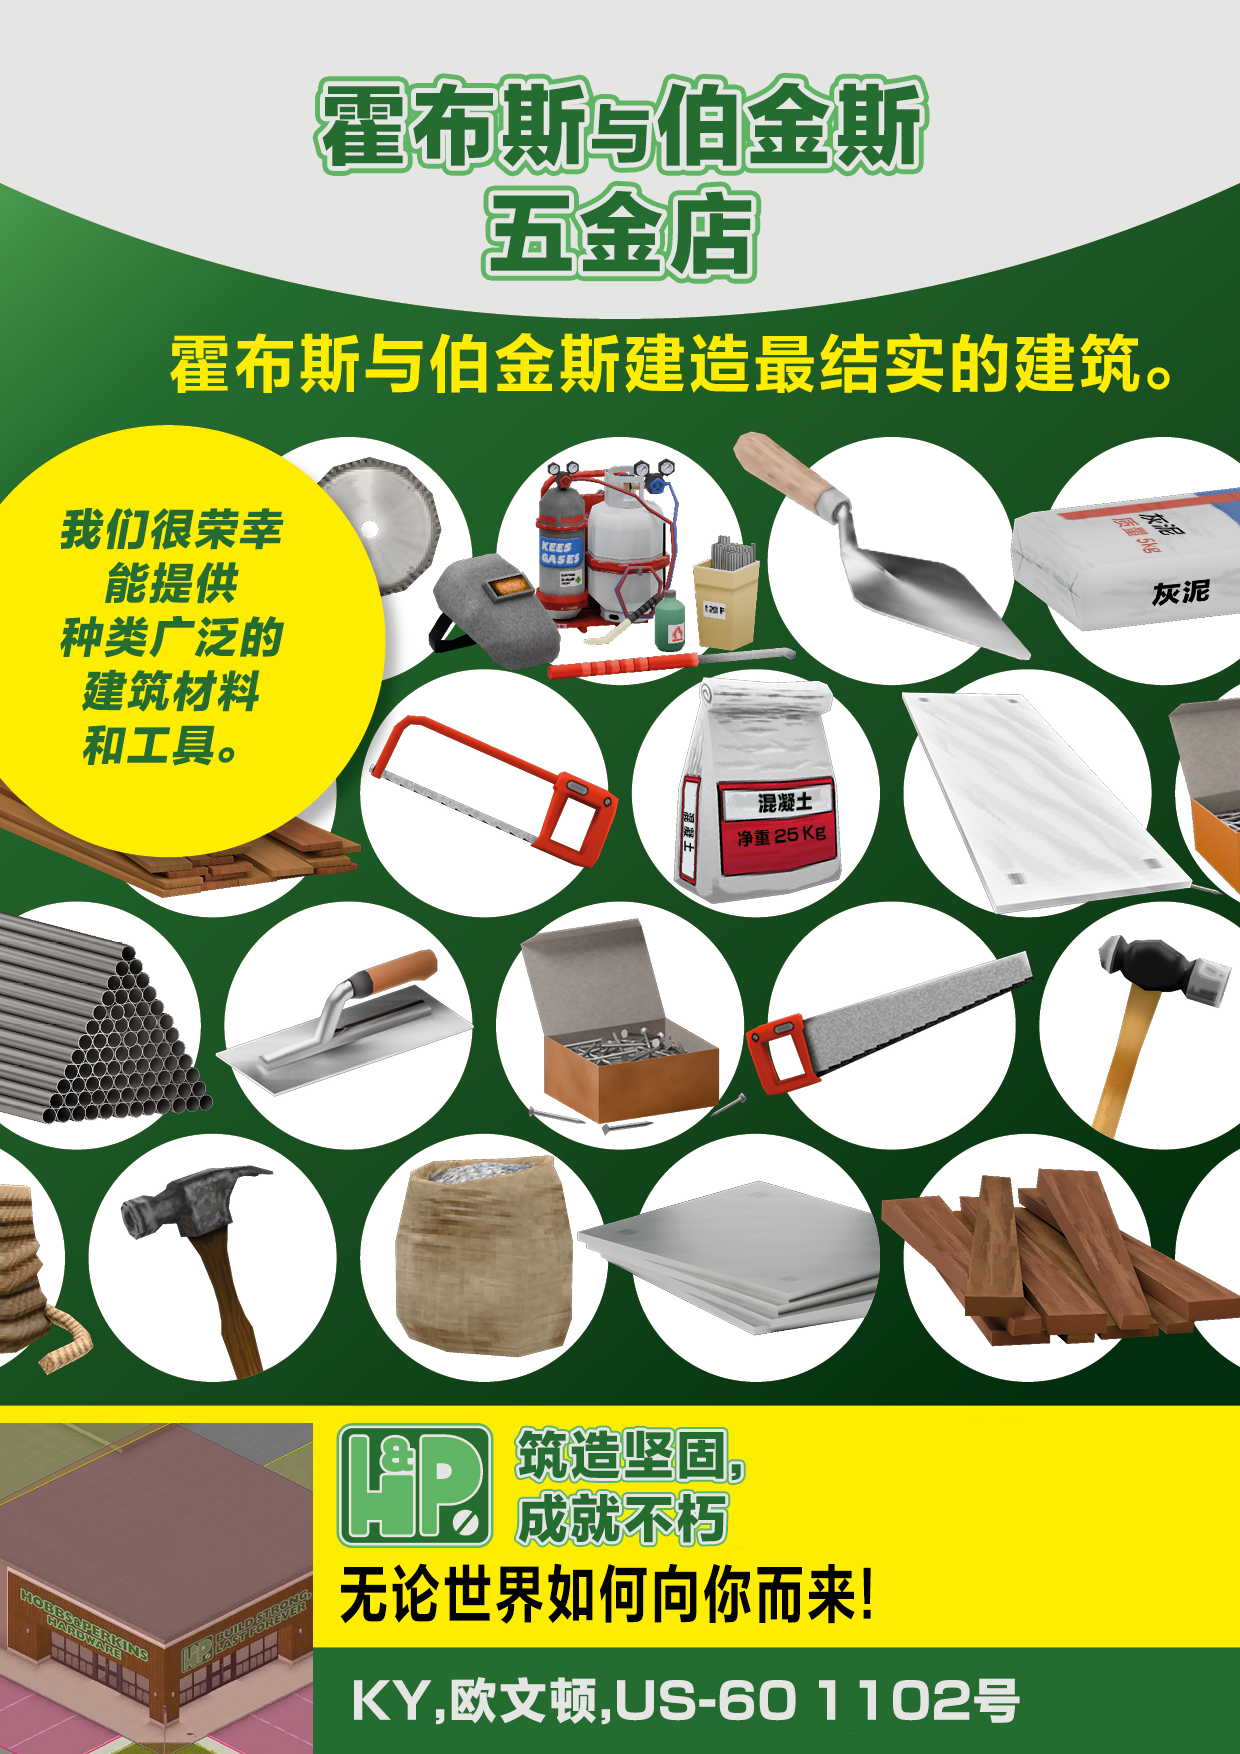 霍布斯与伯金斯
五金店
霍布斯与伯金斯建造最结实的建筑。
我们很荣幸
能提供
种类广泛的
建筑材料
和工具。
KEES
GASES
灰泥
质量 5kg
灰泥
混凝土
净重 25 Kg
混凝土
H&P
筑造坚固,
成就不朽
无论世界如何向你而来!
HOBBS&PERKINS
HARDWARE
H&P
BUILD STRONG,
LAST FOREVER
KY,欧文顿,US-60 1102号